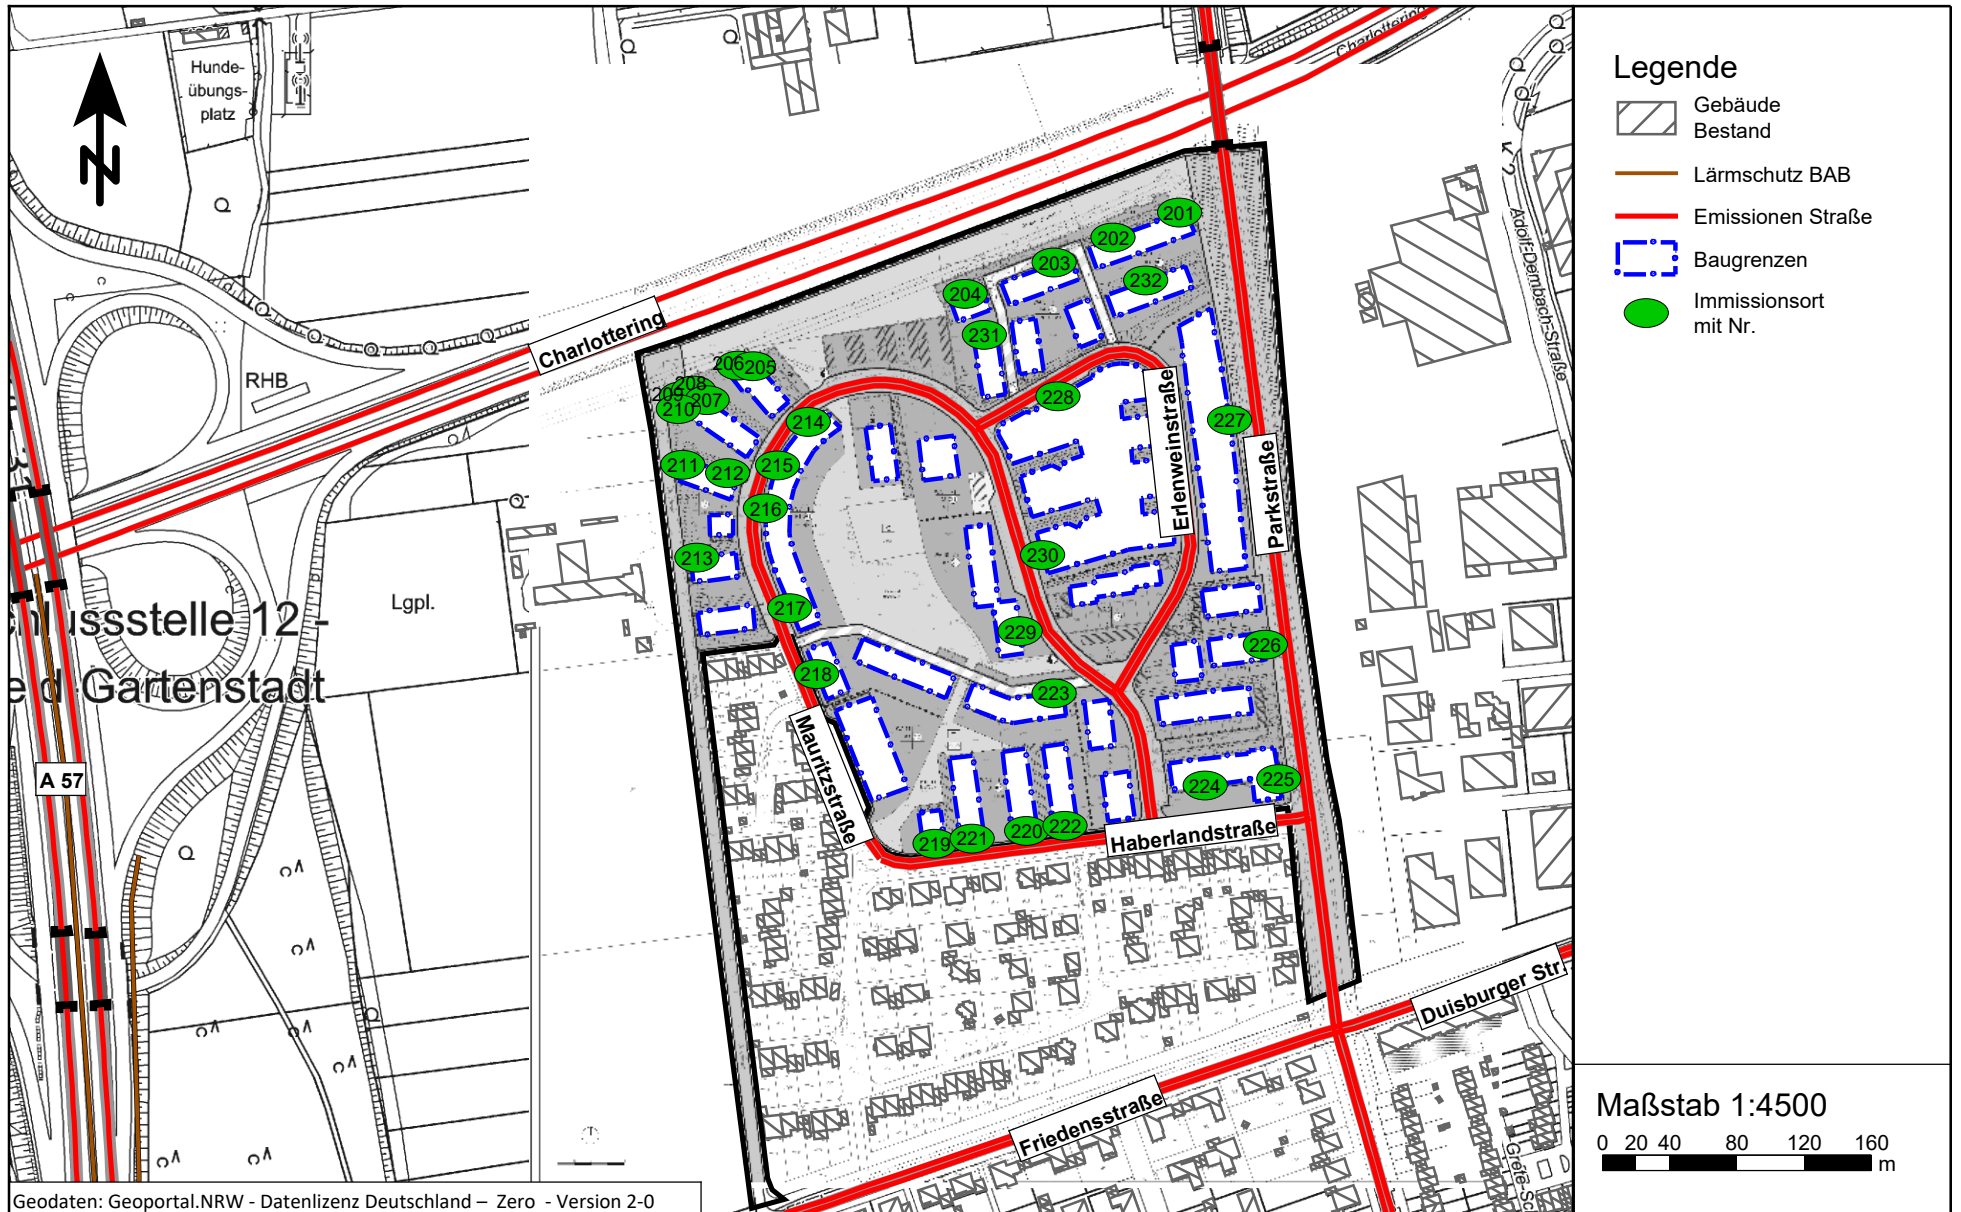 Hunde-
übungs-
platz
N
Charlottering
Charlottering
RHB
Lgpl.
A 57
Adolf-Dembach-Straße
Erlenweinstraße
Parkstraße
Mauritzstraße
Haberlandstraße
Friedensstraße
Duisburger Str.
201
202
203
204
232
231
206
205
208
209
207
210
228
227
214
211
212
215
216
213
230
217
229
226
218
223
224
225
219
221
220
222
lussstelle 12 -
Gartenstadt
Legende
Gebäude
Bestand
Lärmschutz BAB
Emissionen Straße
Baugrenzen
Immissionsort
mit Nr.
Maßstab 1:4500
0 20 40 80 120 160
m
Geodaten: Geoportal.NRW - Datenlizenz Deutschland – Zero - Version 2-0